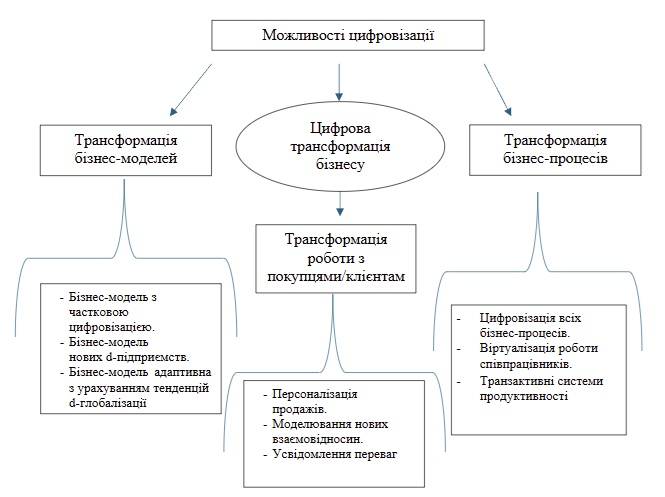 Можливості цифровізації
Трансформація
бізнес-моделей
Цифрова
трансформація
бізнесу
Трансформація
бізнес-процесів
Трансформація
роботи з
покупцями/клієнтам
- Бізнес-модель з
частковою
цифровізацією.
- Бізнес-модель
нових d-підприємств.
- Бізнес-модель адаптивна
з урахуванням тенденцій
d-глобалізації
- Персоналізація
продажів.
- Моделювання нових
взаємовідносин.
- Усвідомлення переваг
- Цифровізація всіх
бізнес-процесів.
- Віртуалізація роботи
співпрацівників.
- Транзактивні системи
продуктивності